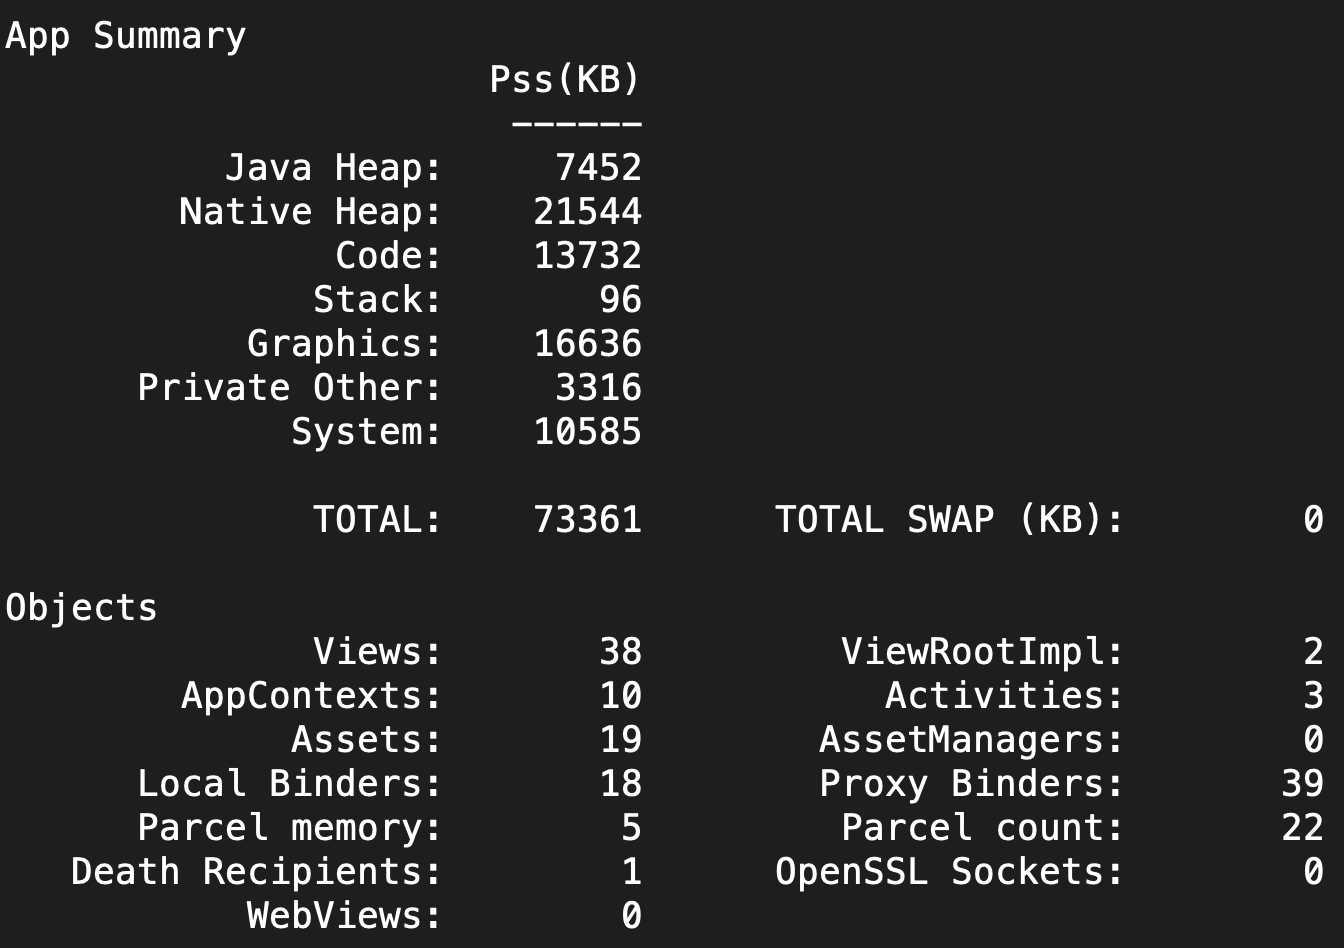 App Summary
Pss(KB)
------
Java Heap: 7452
Native Heap: 21544
Code: 13732
Stack: 96
Graphics: 16636
Private Other: 3316
System: 10585
TOTAL: 73361 TOTAL SWAP (KB): 0
Objects
Views: 38 ViewRootImpl: 2
AppContexts: 10 Activities: 3
Assets: 19 AssetManagers: 0
Local Binders: 18 Proxy Binders: 39
Parcel memory: 5 Parcel count: 22
Death Recipients: 1 OpenSSL Sockets: 0
WebViews: 0